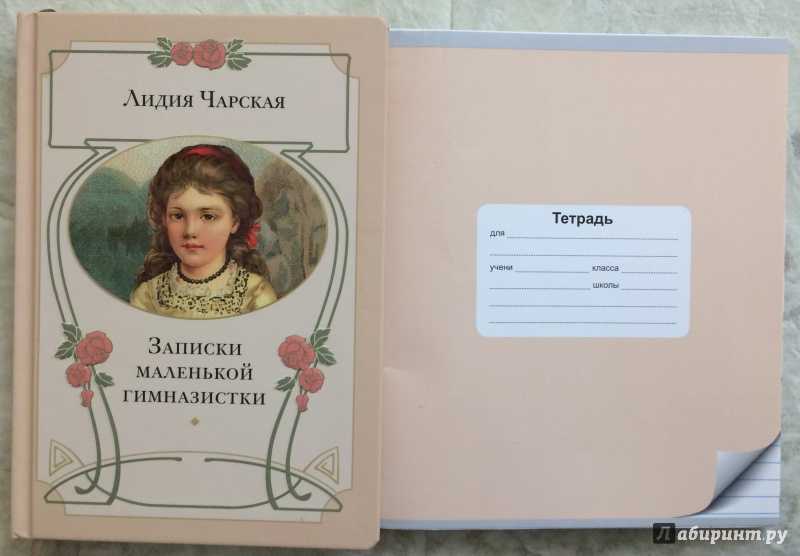 Лидия Чарская
Записки
маленькой
гимназистки
Тетрадь
для
учени класса
школы
Лабиринт.ру